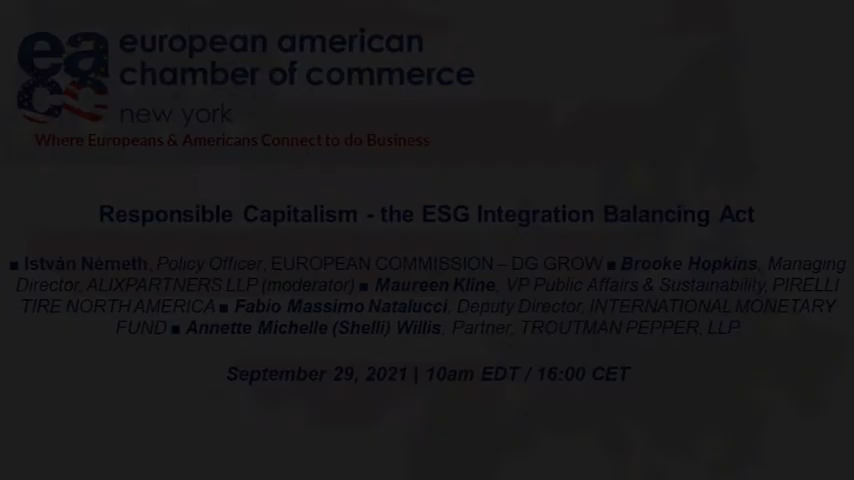 eacc
european american
chamber of commerce
new york
Where Europeans & Americans Connect to do Business
Responsible Capitalism - the ESG Integration Balancing Act
■ István Németh, Policy Officer, EUROPEAN COMMISSION – DG GROW ■ Brooke Hopkins, Managing
Director, ALIXPARTNERS LLP (moderator) ■ Maureen Kline, VP Public Affairs & Sustainability, PIRELLI
TIRE NORTH AMERICA ■ Fabio Massimo Natalucci, Deputy Director, INTERNATIONAL MONETARY
FUND ■ Annette Michelle (Shelli) Willis, Partner, TROUTMAN PEPPER, LLP
September 29, 2021 | 10am EDT / 16:00 CET